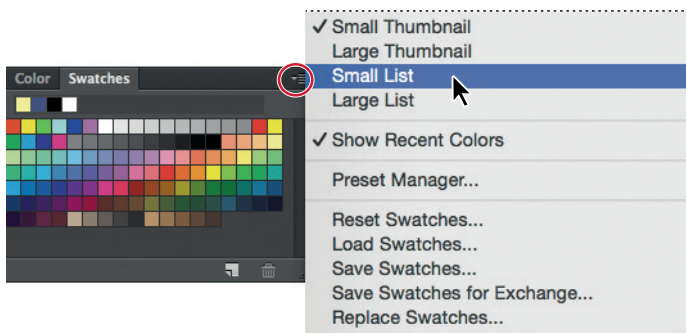 Color
Swatches
✓ Small Thumbnail
Large Thumbnail
Small List
Large List
✓ Show Recent Colors
Preset Manager...
Reset Swatches...
Load Swatches...
Save Swatches...
Save Swatches for Exchange...
Replace Swatches...